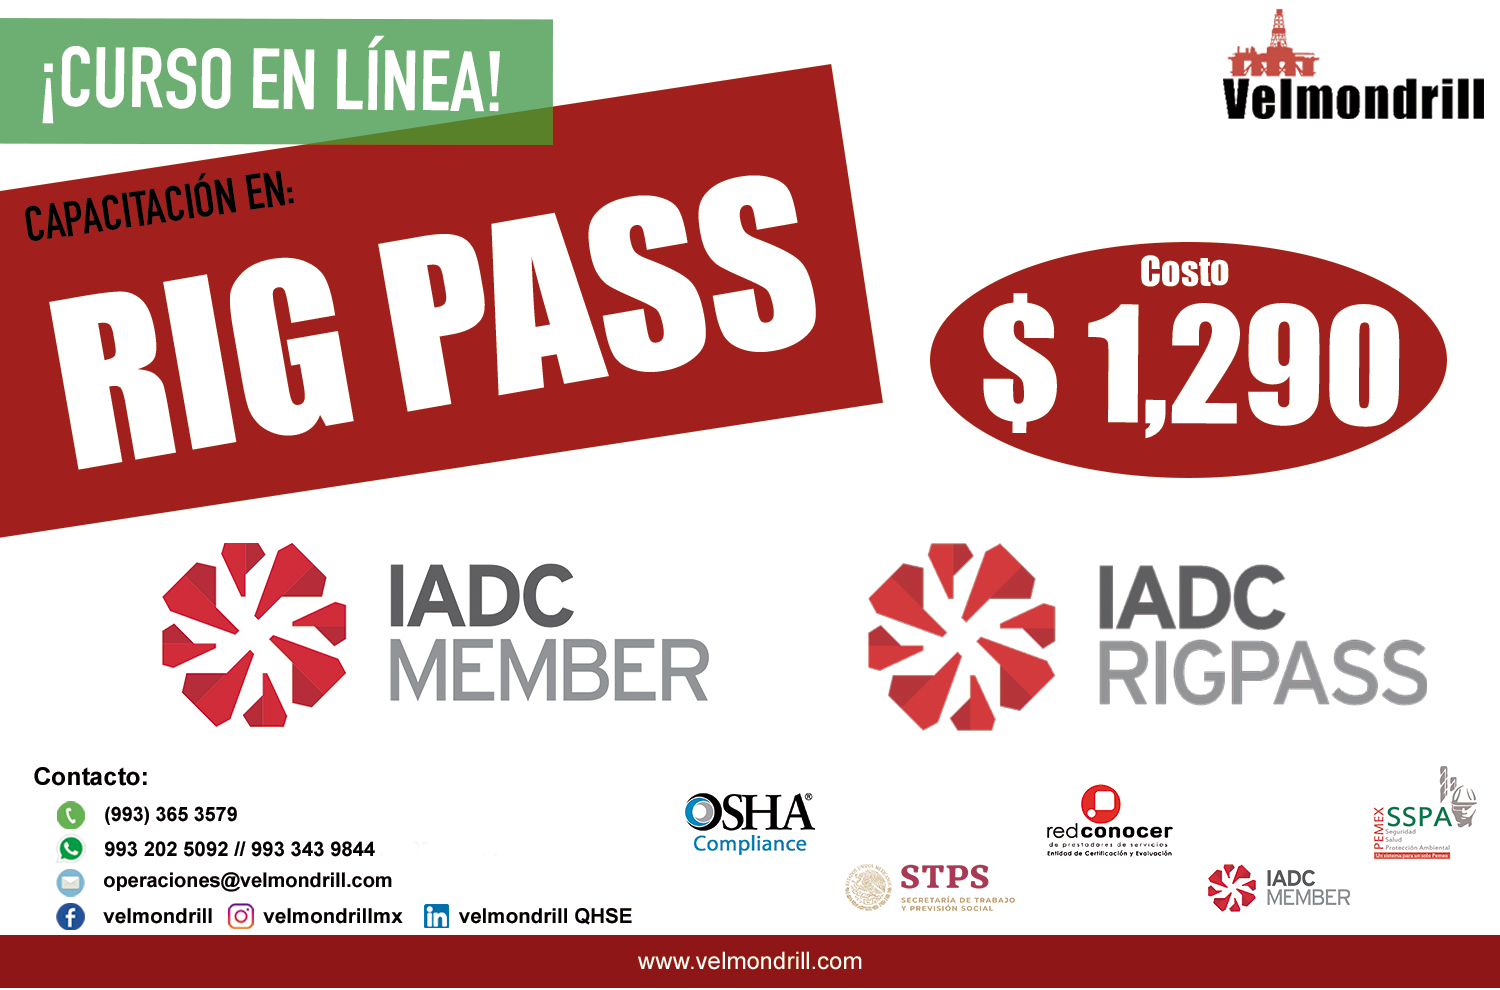 ¡CURSO EN LÍNEA!
Velmondrill
CAPACITACIÓN EN:
RIG PASS
Costo
$ 1,290
IADC
MEMBER
IADC
RIGPASS
Contacto:
(993) 365 3579
993 202 5092 // 993 343 9844
operaciones@velmondrill.com
velmondrill velmondrillmx velmondrill QHSE
OSHA®
Compliance
STPS
SECRETARÍA DE TRABAJO
Y PREVISIÓN SOCIAL
redconocer
de prestadores de servicios
Entidad de Certificación y Evaluación
IADC
MEMBER
PEMEX
SSPA
Seguridad
Salud
Protección Ambiental
Un sistema para un solo Pemex
www.velmondrill.com